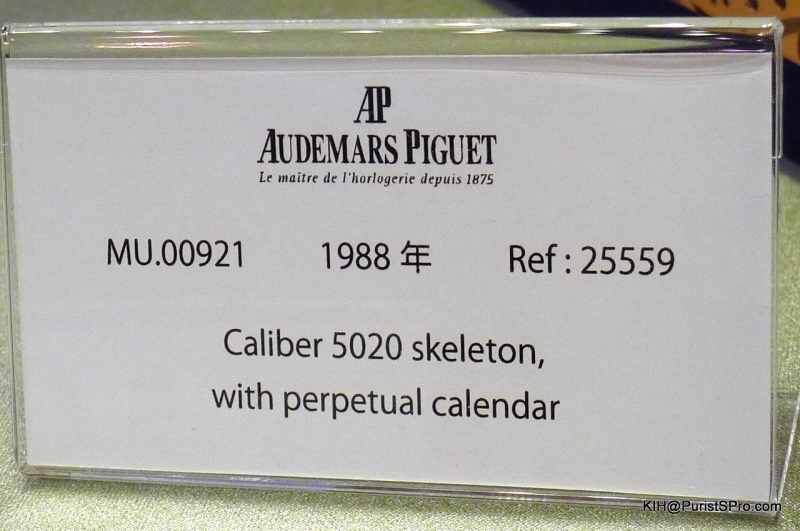 AP
AUDEMARS PIGUET
Le maître de l'horlogerie depuis 1875
MU.00921 1988 年 Ref : 25559
Caliber 5020 skeleton,
with perpetual calendar
KIH@PuristSPro.com